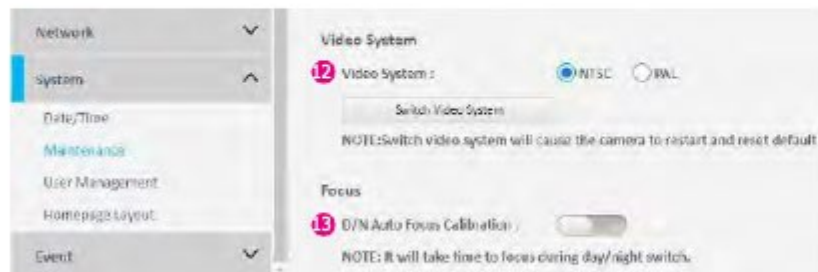 Network
System
Date/Time
Maintenance
User Management
Homepage Layout
Event
Video System
12 Video System : NTSC PAL
Switch Video System
NOTE:Switch video system will cause the camera to restart and reset default
Focus
13 D/N Auto Focus Calibration :
NOTE: It will take time to focus during day/night switch.